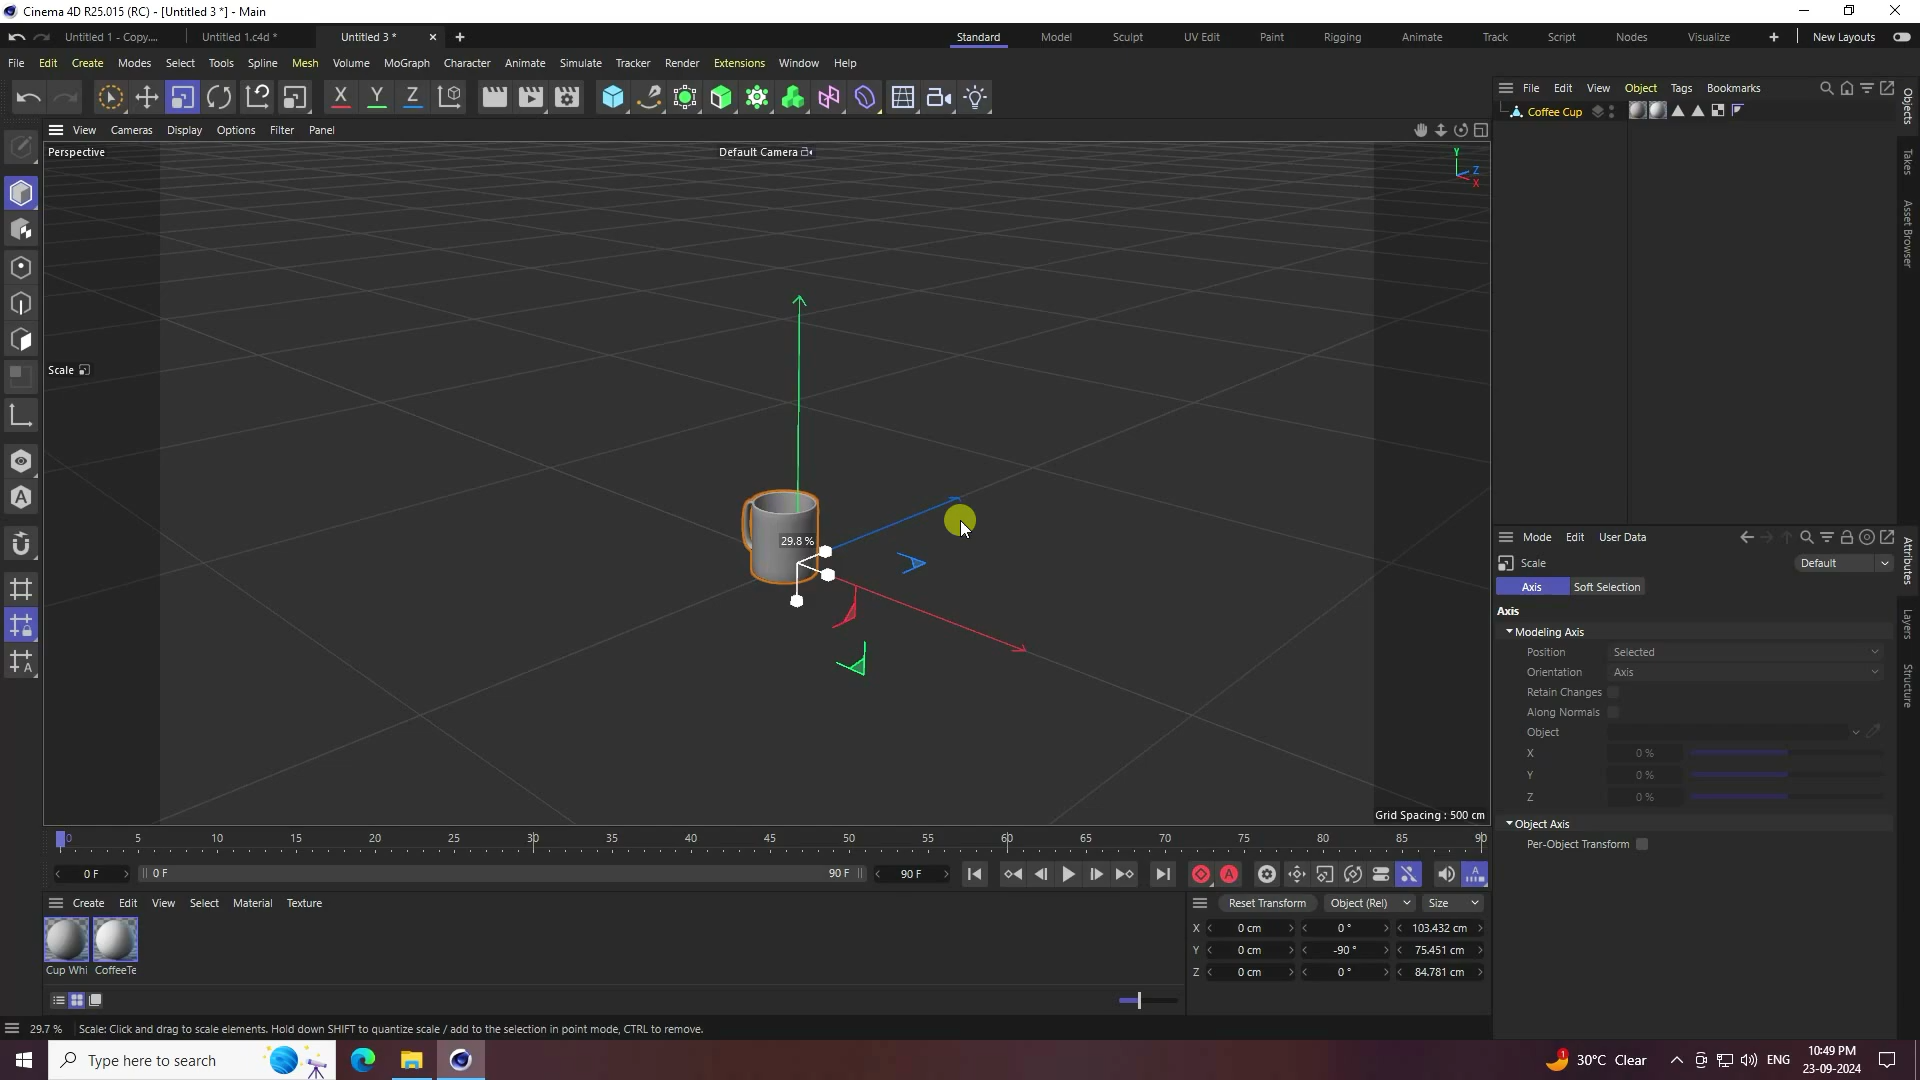 Cinema 4D R25.015 (RC) - [Untitled 3 *] - Main
Untitled 1 - Copy.... Untitled 1.c4d * Untitled 3 * Standard Model Sculpt UV Edit Paint Rigging Animate Track Script Nodes Visualize New Layouts
File Edit Create Modes Select Tools Spline Mesh Volume MoGraph Character Animate Simulate Tracker Render Extensions Window Help
X Y Z
File Edit View Object Tags Bookmarks
Coffee Cup
Objects
Takes
Asset Browser
View Cameras Display Options Filter Panel
Perspective
Default Camera
Y
Z
X
Scale
29.8 %
Grid Spacing : 500 cm
Mode Edit User Data
Scale
Default
Axis Soft Selection
Axis
Modeling Axis
Position Selected
Orientation Axis
Retain Changes
Along Normals
Object
X 0 %
Y 0 %
Z 0 %
Object Axis
Per-Object Transform
Attributes
Layers
Structure
0 5 10 15 20 25 30 35 40 45 50 55 60 65 70 75 80 85 90
0 F 0 F 90 F 90 F
Create Edit View Select Material Texture
Cup Whi CoffeeTe
Reset Transform Object (Rel) Size
X 0 cm 0 ° 103.432 cm
Y 0 cm -90 ° 75.451 cm
Z 0 cm 0 ° 84.781 cm
29.7 % Scale: Click and drag to scale elements. Hold down SHIFT to quantize scale / add to the selection in point mode, CTRL to remove.
Type here to search
1 30°C Clear ENG 10:49 PM
23-09-2024